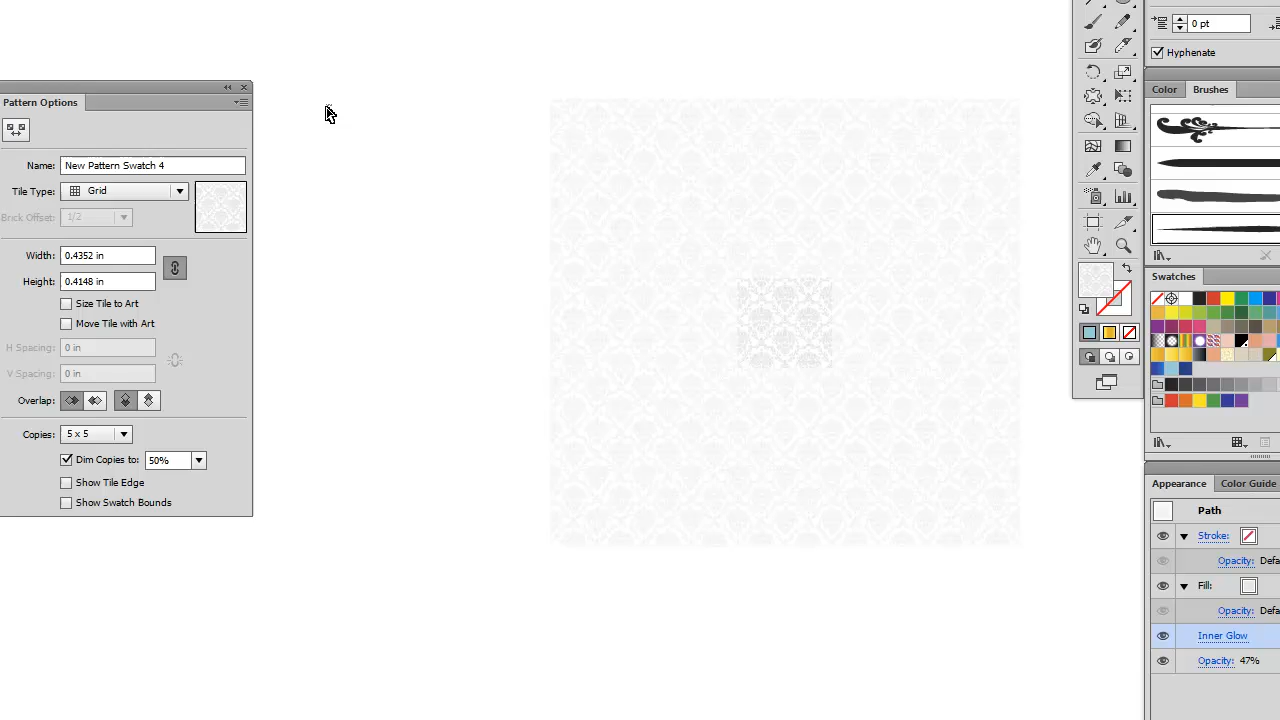 0 pt
Hyphenate
Pattern Options
Color
Brushes
Name:
New Pattern Swatch 4
Tile Type:
Grid
Brick Offset:
1/2
Width:
0.4352 in
Height:
0.4148 in
Size Tile to Art
Move Tile with Art
H Spacing:
0 in
V Spacing:
0 in
Overlap:
Copies:
5 x 5
Dim Copies to:
50%
Show Tile Edge
Show Swatch Bounds
Swatches
Appearance
Color Guide
Path
Stroke:
Opacity:
Defa
Fill:
Opacity:
Defa
Inner Glow
Opacity:
47%